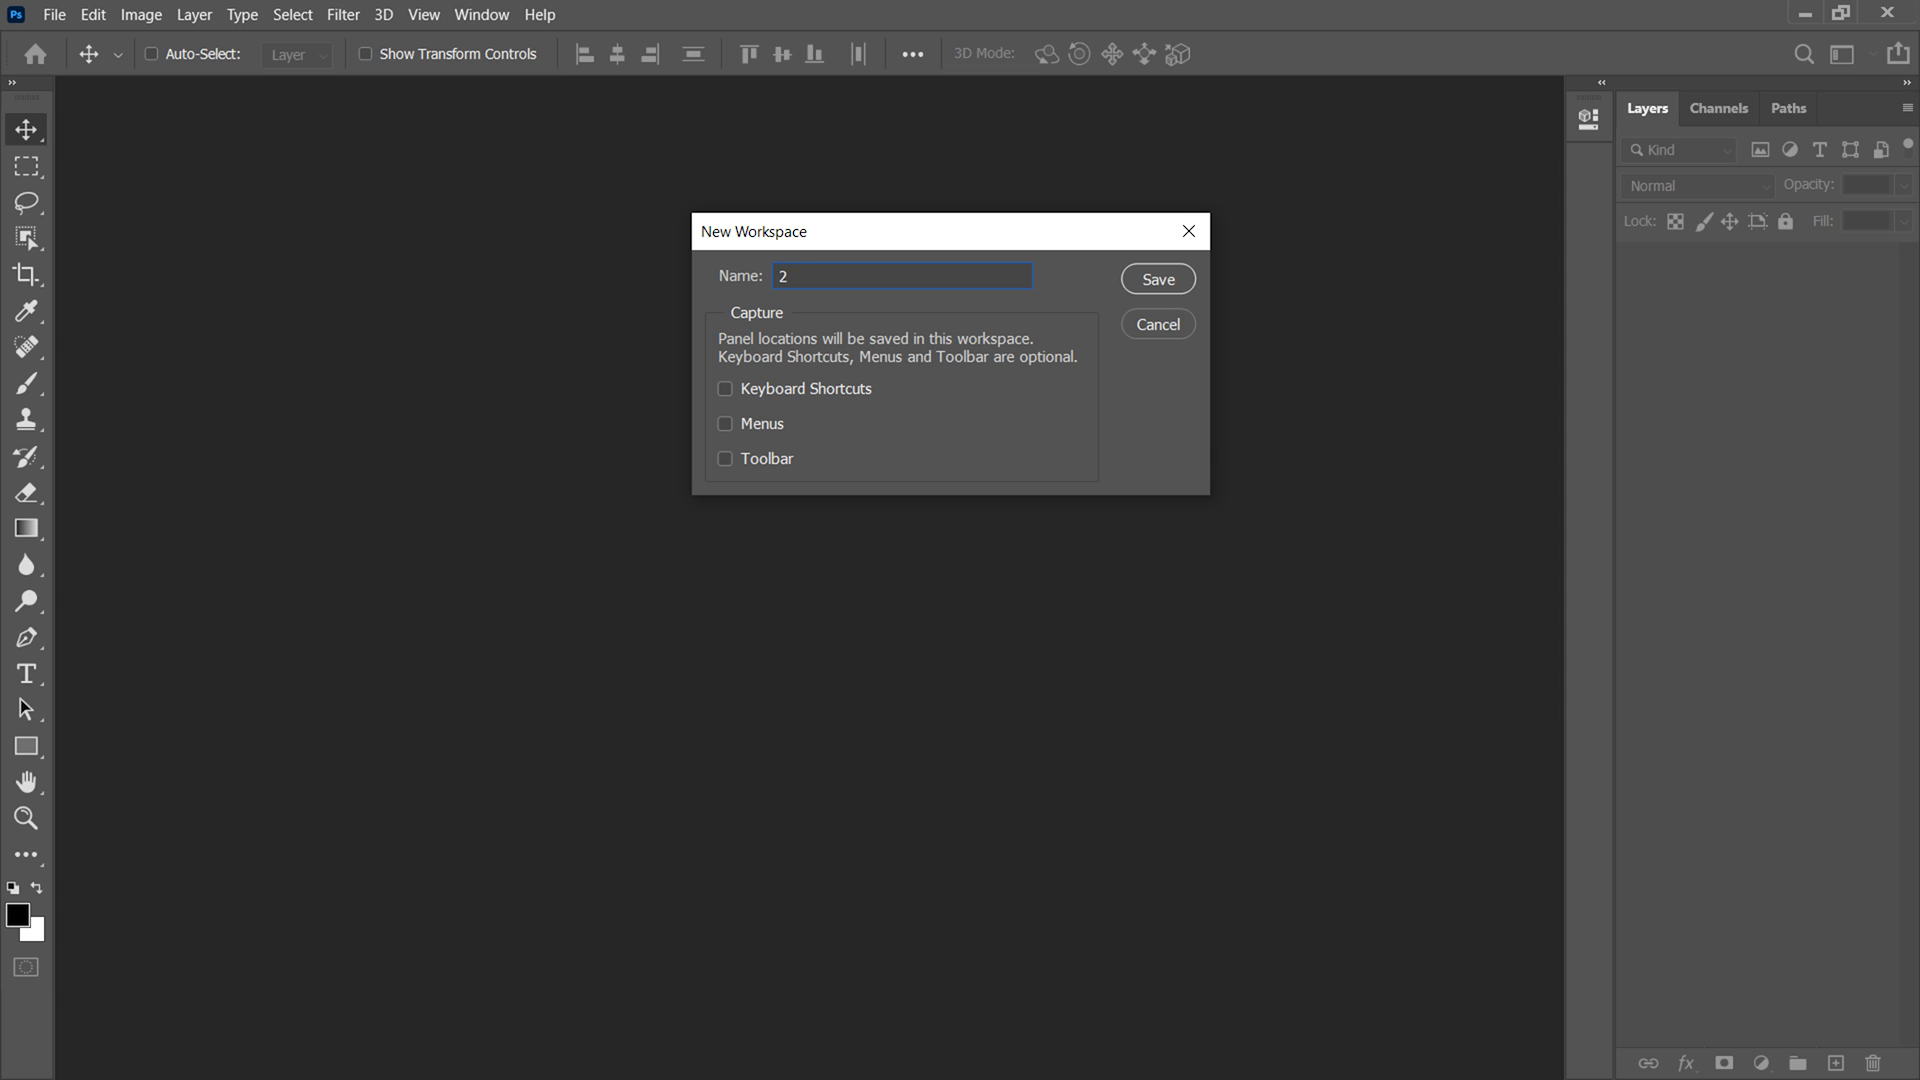 Ps File Edit Image Layer Type Select Filter 3D View Window Help
Auto-Select: Layer Show Transform Controls 3D Mode:
Layers Channels Paths
Kind
Normal Opacity:
Lock: Fill:
New Workspace
Name: 2
Save
Cancel
Capture
Panel locations will be saved in this workspace.
Keyboard Shortcuts, Menus and Toolbar are optional.
Keyboard Shortcuts
Menus
Toolbar
fx